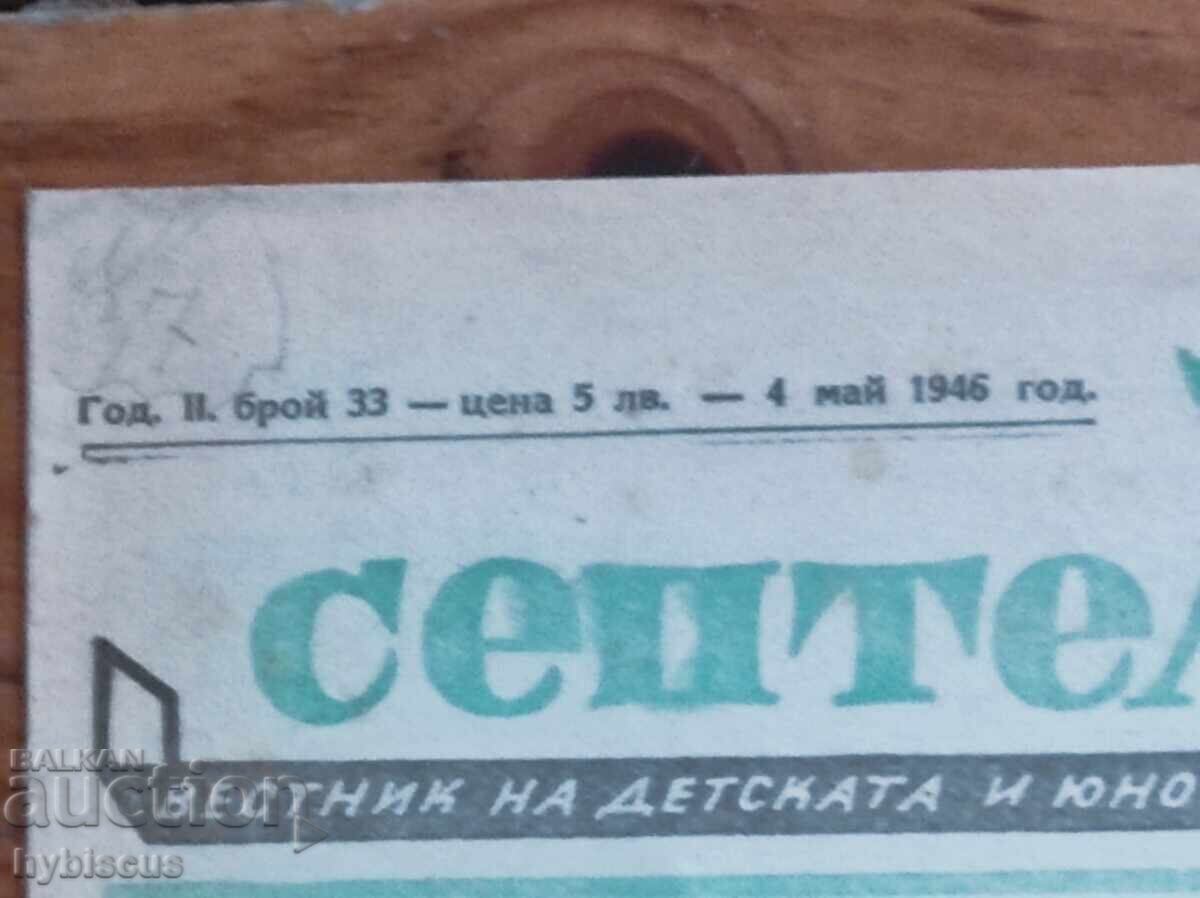 Год. II. брой 33 — цена 5 лв. — 4 май 1946 год.
септе
ВЕСТНИК НА ДЕТСКАТА И ЮНО
BALKAN
auction
hybiscus